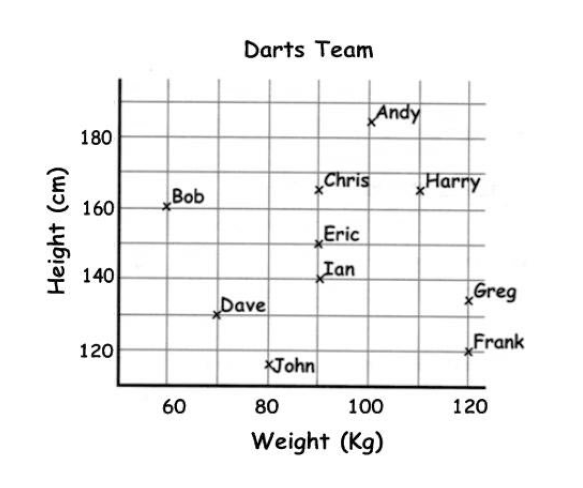 Darts Team
Height (cm)
180
160
140
120
Andy
Chris
Harry
Bob
Eric
Ian
Greg
Dave
Frank
John
60 80 100 120
Weight (Kg)